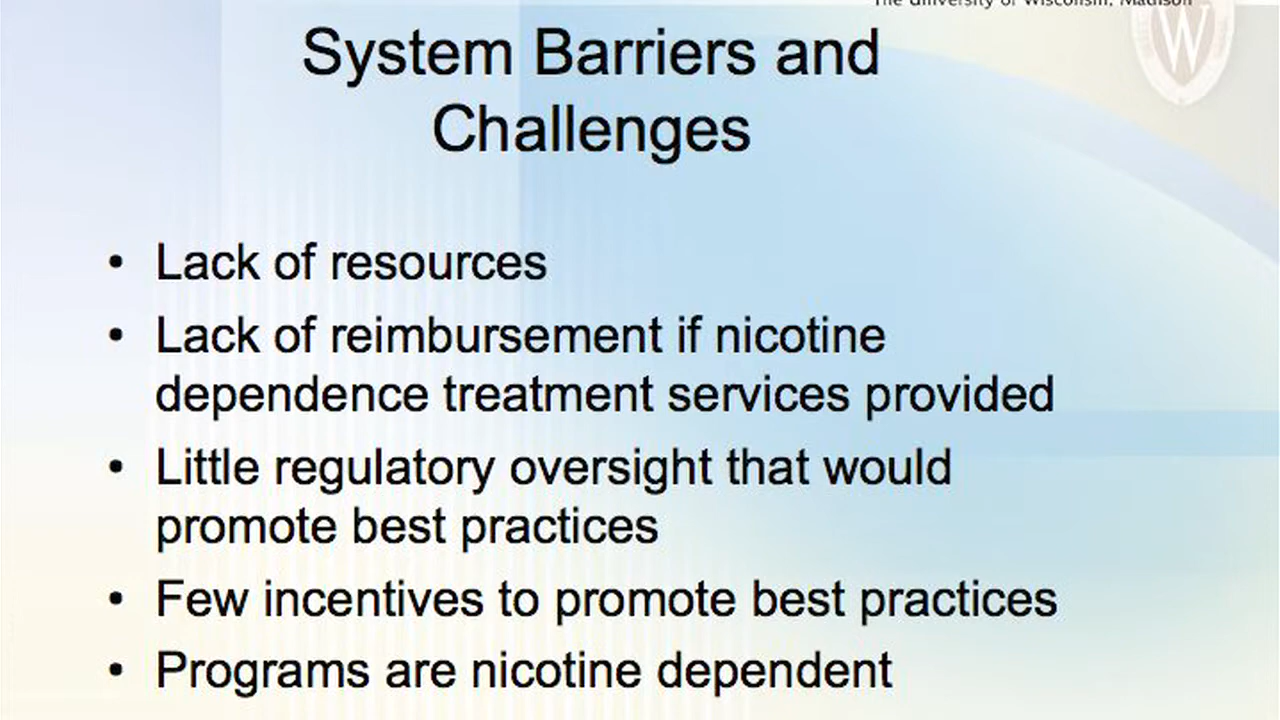 The University of Wisconsin, Madison
W
System Barriers and
Challenges
• Lack of resources
• Lack of reimbursement if nicotine
dependence treatment services provided
• Little regulatory oversight that would
promote best practices
• Few incentives to promote best practices
• Programs are nicotine dependent